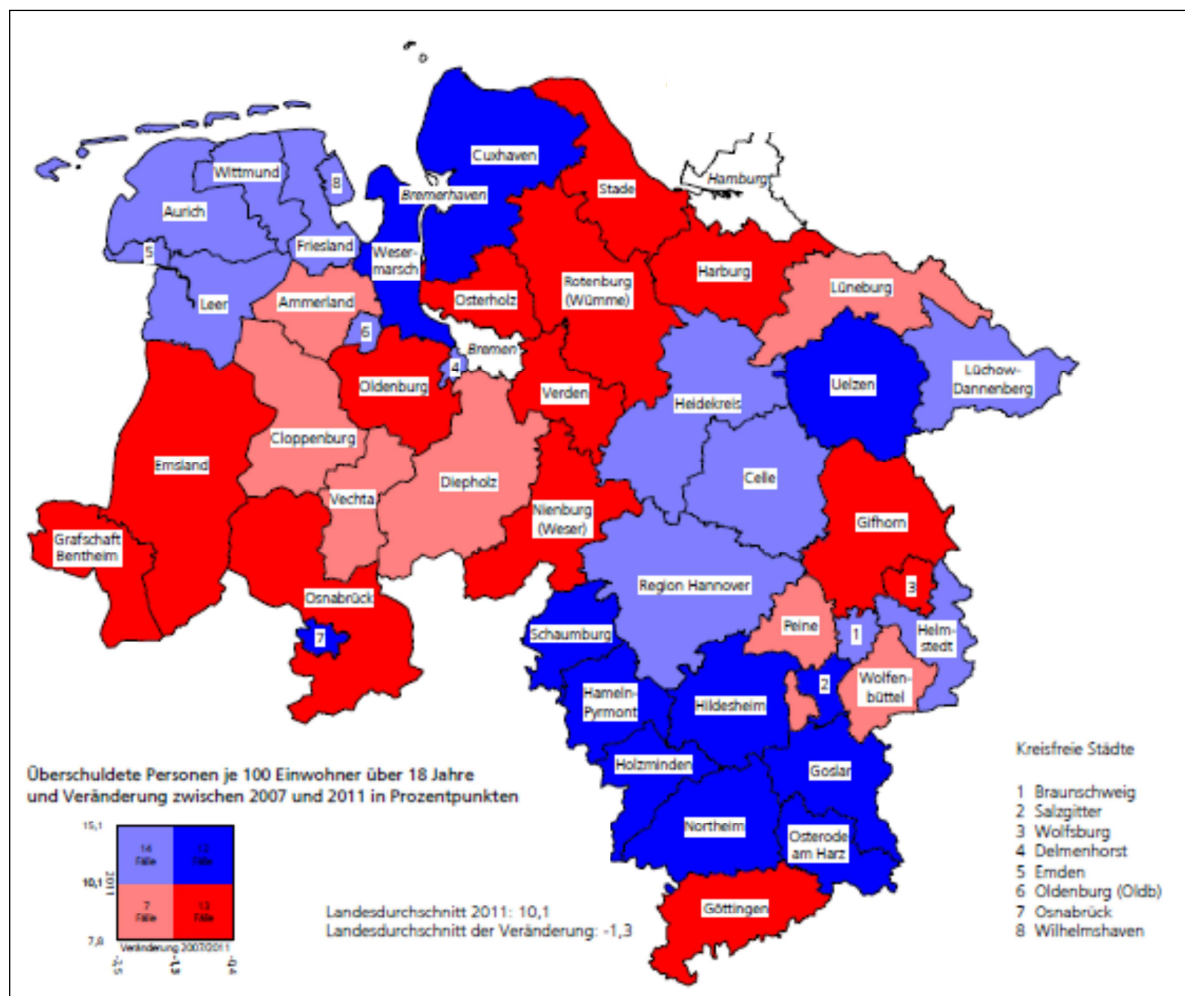 Cuxhaven
Wittmund
8
Bremerhaven
Stade
Hamburg
Aurich
5
Friesland
Weser-
marsch
Harburg
Leer
Ammerland
Osterholz
Rotenburg
(Wümme)
Lüneburg
6
Bremen
4
Oldenburg
Verden
Heidekreis
Uelzen
Lüchow-
Dannenberg
Cloppenburg
Emsland
Celle
Vechta
Diepholz
Nienburg
(Weser)
Gifhorn
Grafschaft
Bentheim
Region Hannover
3
Osnabrück
7
Schaumburg
Peine
1
Helm-
stedt
Hameln-
Pyrmont
Hildesheim
2
Wolfen-
büttel
Holzminden
Goslar
Northeim
Osterode
am Harz
Göttingen
Überschuldete Personen je 100 Einwohner über 18 Jahre
und Veränderung zwischen 2007 und 2011 in Prozentpunkten
15,1
14
Fälle
Fälle
10,1
2011
7
Fälle
13
Fälle
7,8
Veränderung 2007/2011
-1,3
-0,4
Landesdurchschnitt 2011: 10,1
Landesdurchschnitt der Veränderung: -1,3
Kreisfreie Städte
1 Braunschweig
2 Salzgitter
3 Wolfsburg
4 Delmenhorst
5 Emden
6 Oldenburg (Oldb)
7 Osnabrück
8 Wilhelmshaven